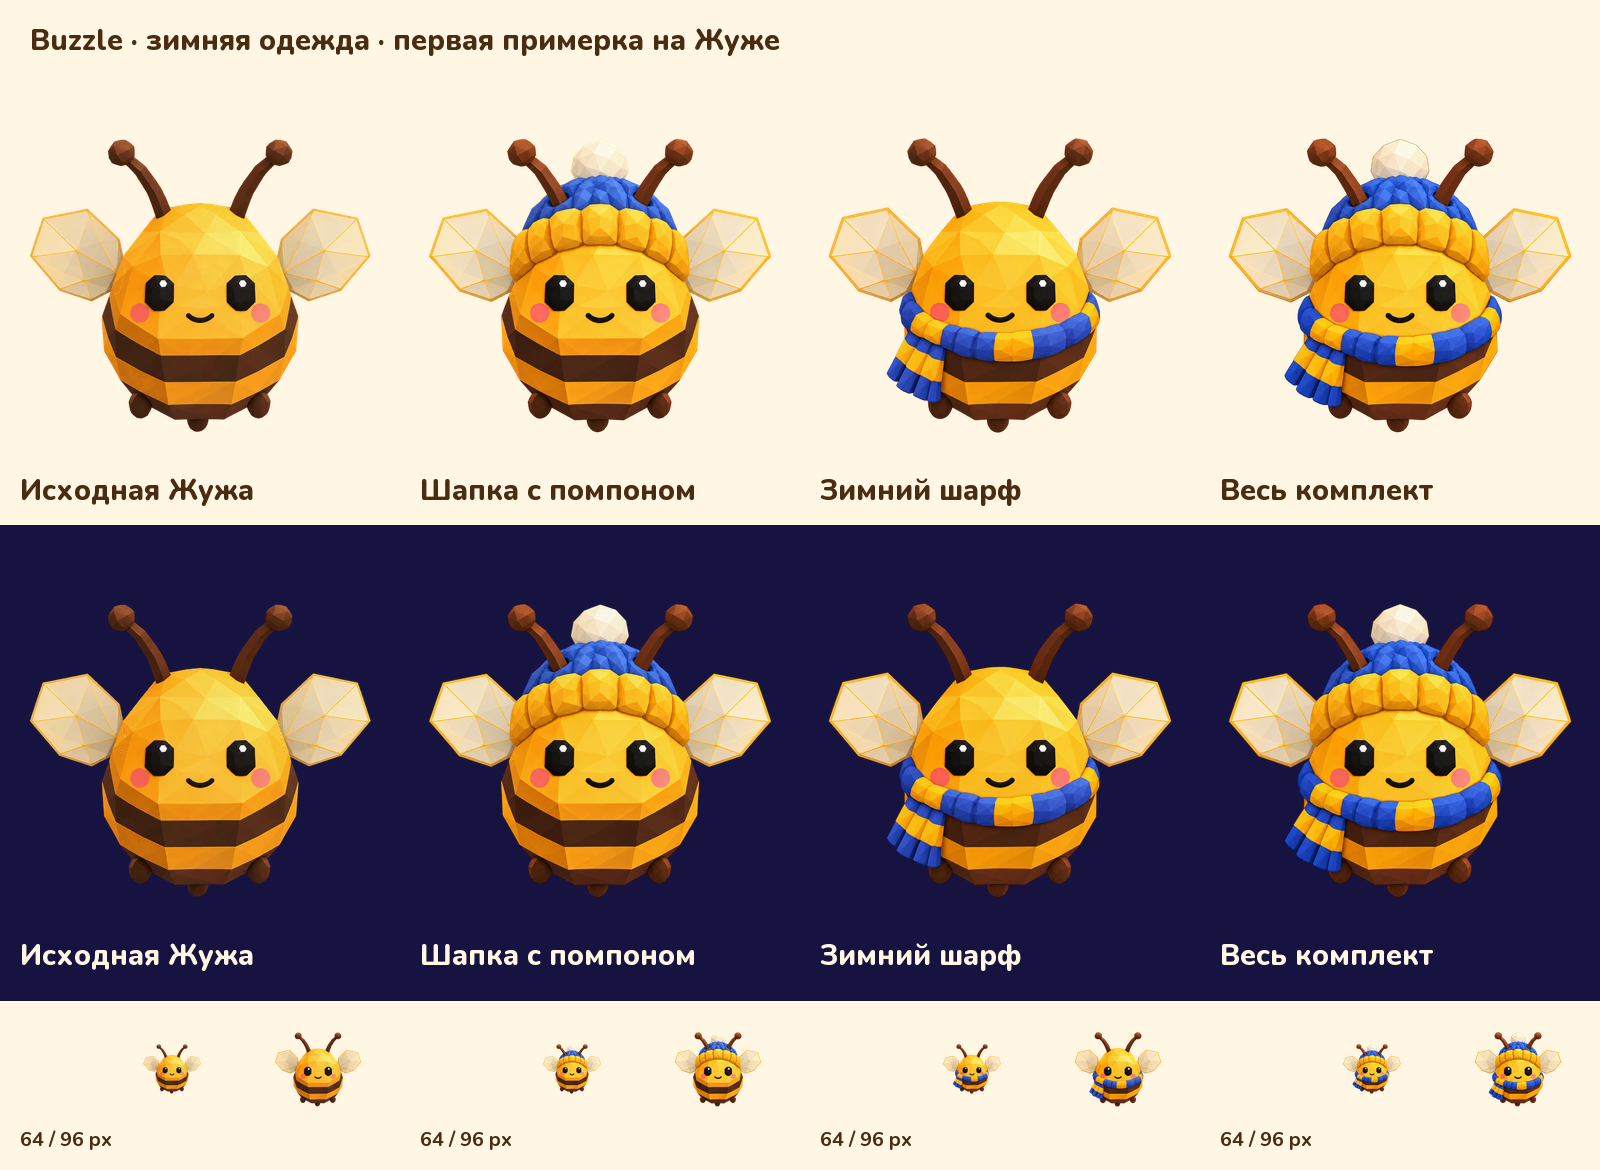 Buzzle · зимняя одежда · первая примерка на Жуже
Исходная Жужа
Шапка с помпоном
Зимний шарф
Весь комплект
Исходная Жужа
Шапка с помпоном
Зимний шарф
Весь комплект
64 / 96 px
64 / 96 px
64 / 96 px
64 / 96 px